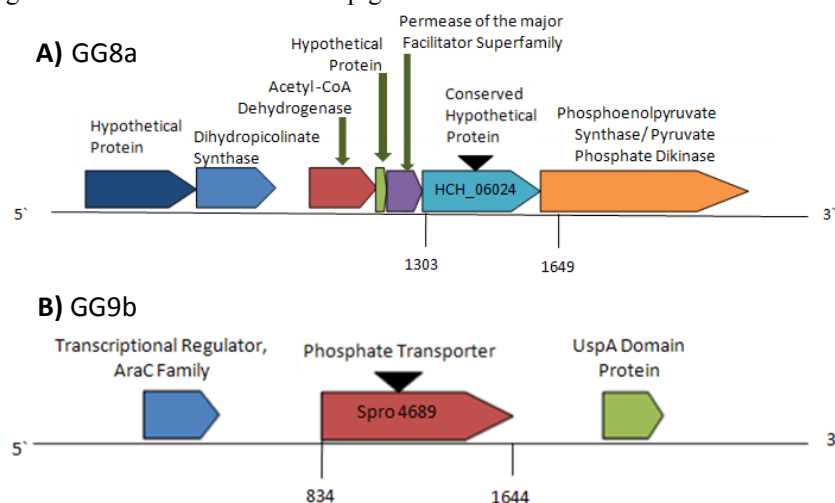 Permease of the major
Facilitator Superfamily
A) GG8a
Hypothetical
Protein
Acetyl-CoA
Dehydrogenase
Conserved
Hypothetical
Protein
Phosphoenolpyruvate
Synthase/ Pyruvate
Phosphate Dikinase
Hypothetical
Protein
Dihydropicolinate
Synthase
HCH_06024
5`
3`
1303
1649
B) GG9b
Transcriptional Regulator,
AraC Family
Phosphate Transporter
UspA Domain
Protein
Spro 4689
5`
3
834
1644